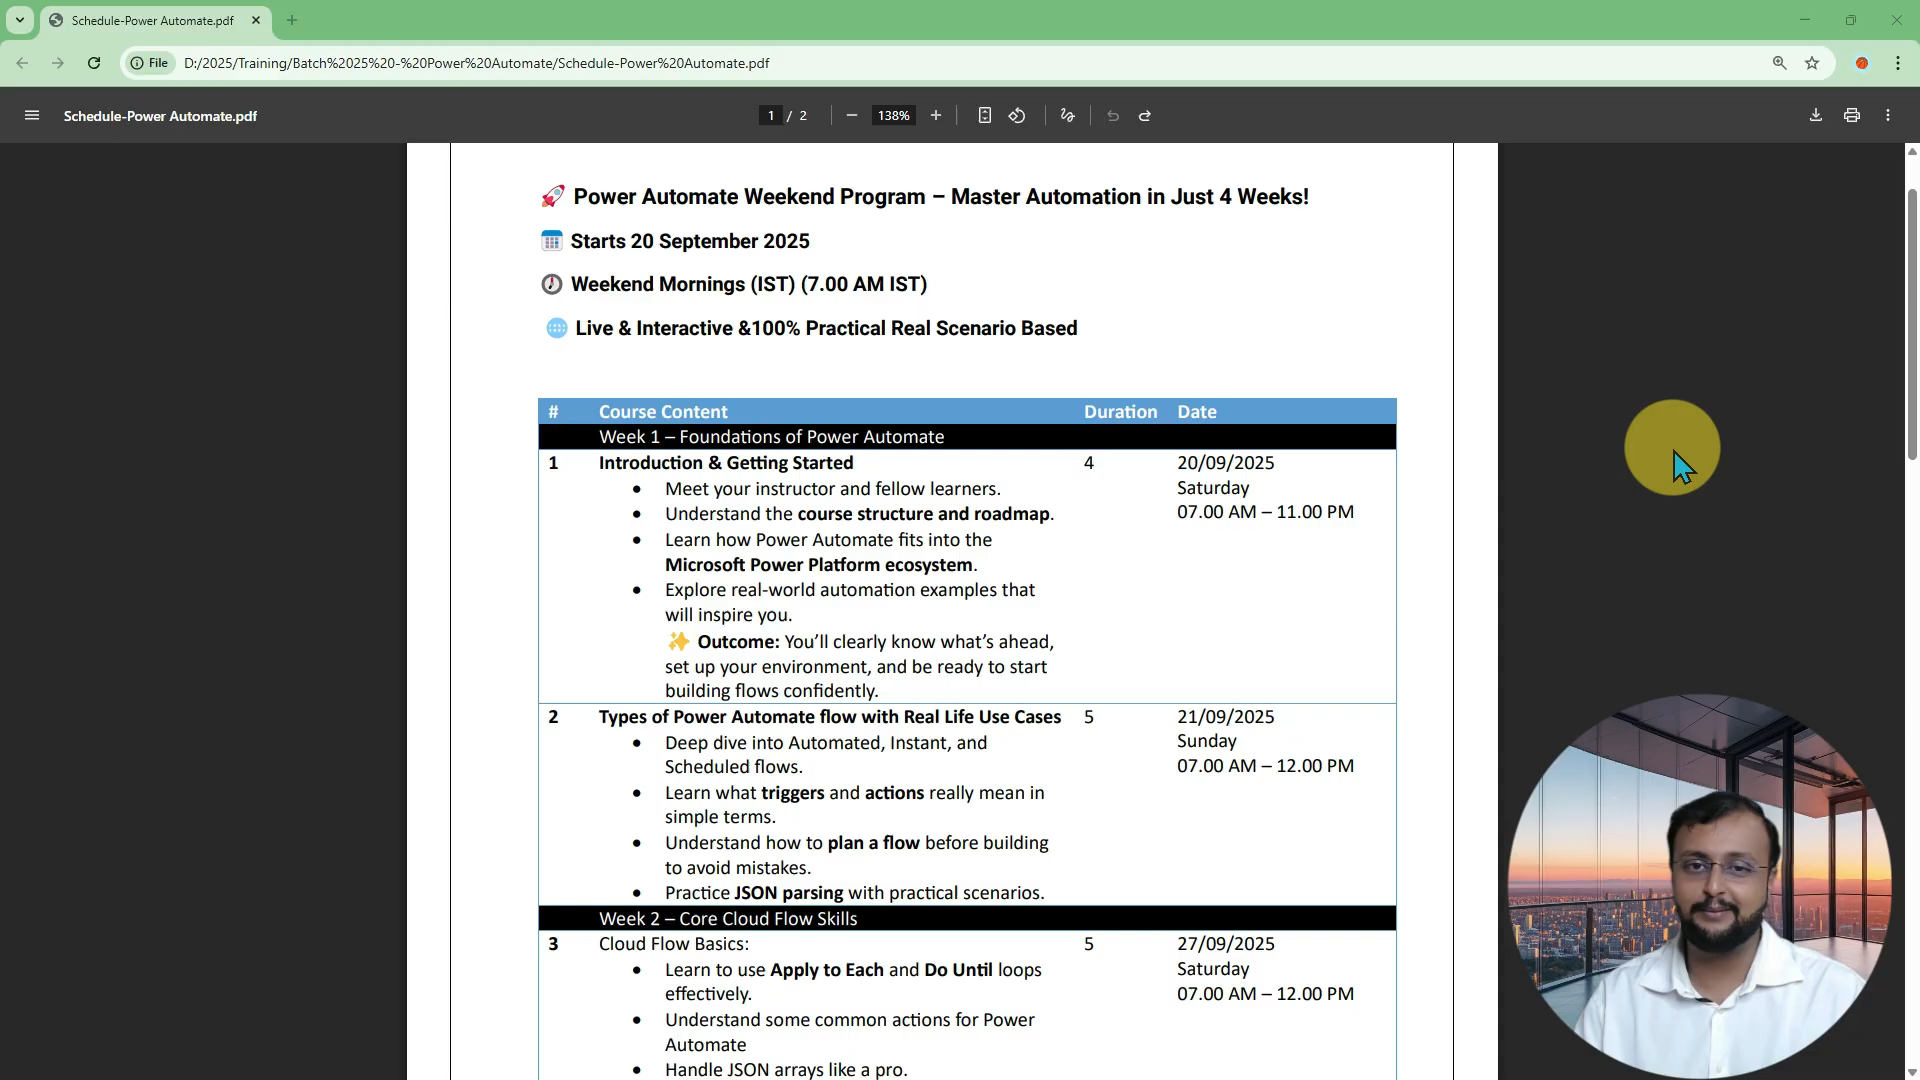 Schedule-Power Automate.pdf
File D:/2025/Training/Batch%2025%20-%20Power%20Automate/Schedule-Power%20Automate.pdf
Schedule-Power Automate.pdf 1 / 2 138%
🚀 Power Automate Weekend Program – Master Automation in Just 4 Weeks!
Starts 20 September 2025
Weekend Mornings (IST) (7.00 AM IST)
🌐 Live & Interactive &100% Practical Real Scenario Based
# Course Content Duration Date
Week 1 – Foundations of Power Automate
1 Introduction & Getting Started 4 20/09/2025
• Meet your instructor and fellow learners. Saturday
• Understand the course structure and roadmap. 07.00 AM – 11.00 PM
• Learn how Power Automate fits into the
Microsoft Power Platform ecosystem.
• Explore real-world automation examples that
will inspire you.
✨ Outcome: You’ll clearly know what’s ahead,
set up your environment, and be ready to start
building flows confidently.
2 Types of Power Automate flow with Real Life Use Cases 5 21/09/2025
• Deep dive into Automated, Instant, and Sunday
Scheduled flows. 07.00 AM – 12.00 PM
• Learn what triggers and actions really mean in
simple terms.
• Understand how to plan a flow before building
to avoid mistakes.
• Practice JSON parsing with practical scenarios.
Week 2 – Core Cloud Flow Skills
3 Cloud Flow Basics: 5 27/09/2025
• Learn to use Apply to Each and Do Until loops Saturday
effectively. 07.00 AM – 12.00 PM
• Understand some common actions for Power
Automate
• Handle JSON arrays like a pro.